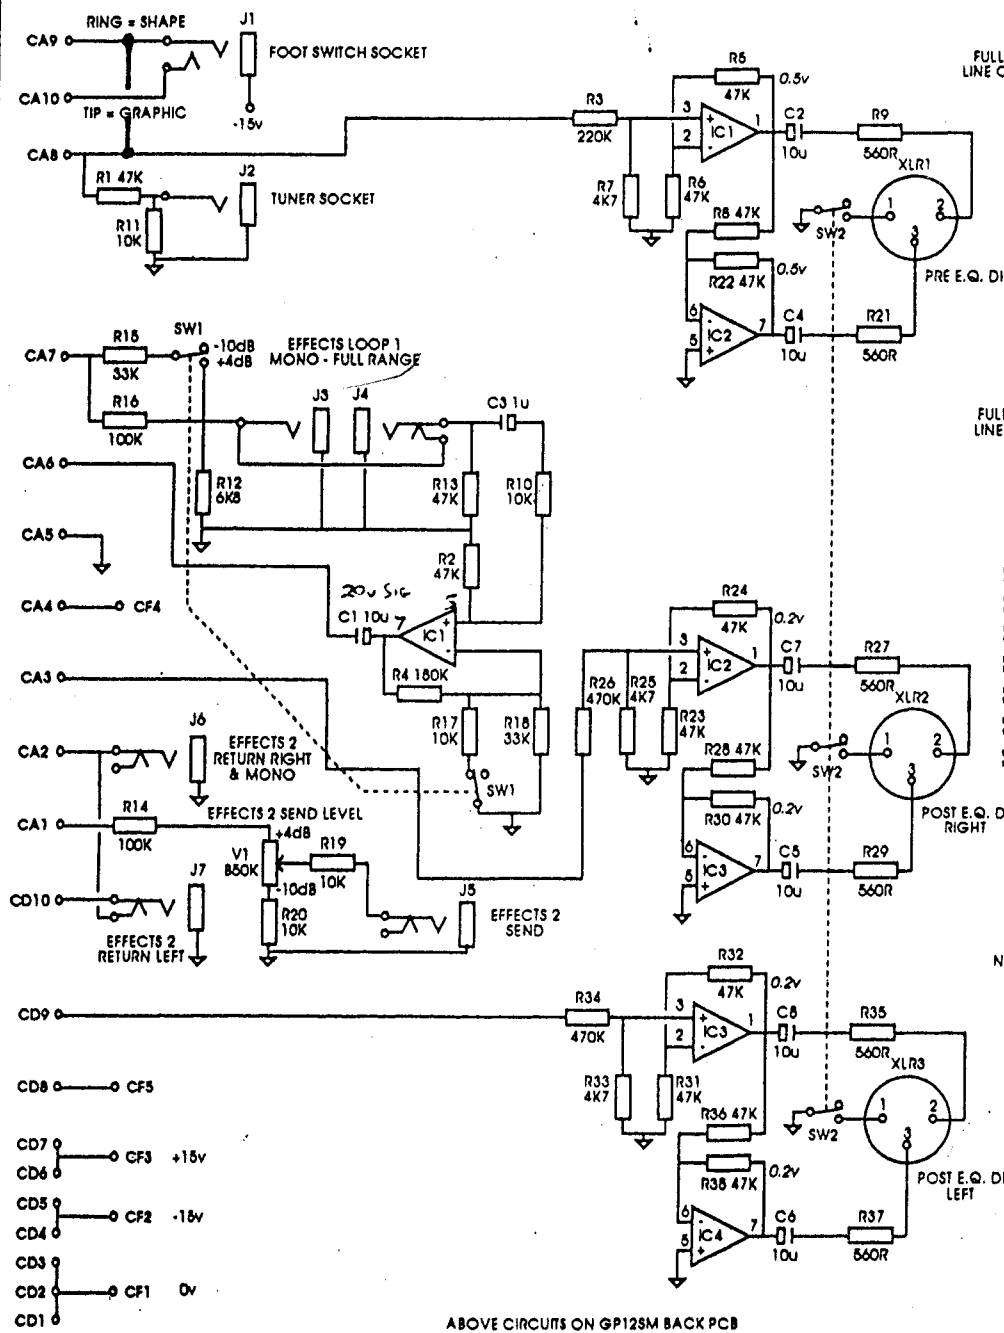 RING = SHAPE
J1
CA9
FOOT SWITCH SOCKET
CA10
-15v
TIP = GRAPHIC
CA8
R1 47K
J2
TUNER SOCKET
R11
10K
R3
220K
R5
47K
0.5v
3
2
+
-
IC1
1
C2
10u
R9
560R
R7
4K7
R6
47K
XLR1
1
2
3
SW2
R8 47K
R22 47K
0.5v
PRE E.Q. DI
6
5
-
+
IC2
7
C4
10u
R21
560R
FULL
LINE
FULL
LINE
CA7
R15
33K
SW1
-10dB
+4dB
EFFECTS LOOP 1
MONO - FULL RANGE
R16
100K
J3
J4
C3 1u
CA6
R12
6K8
R13
47K
R10
10K
CA5
R2
47K
CA4
CF4
20v SIG
C1 10u
7
5
IC1
+
-
CA3
R4 180K
R17
10K
R18
33K
SW1
R26
470K
R25
4K7
R24
47K
0.2v
3
2
+
-
IC2
1
C7
10u
R27
560R
R23
47K
XLR2
1
2
3
SW2
R28 47K
R30 47K
0.2v
POST E.Q. D
RIGHT
6
5
-
+
IC3
7
C5
10u
R29
560R
CA2
J6
EFFECTS 2
RETURN RIGHT
& MONO
CA1
R14
100K
EFFECTS 2 SEND LEVEL
+4dB
V1
B50K
-10dB
R19
10K
R20
10K
J5
EFFECTS 2
SEND
CD10
J7
EFFECTS 2
RETURN LEFT
N
CD9
R34
470K
R32
47K
0.2v
3
2
+
-
IC3
1
C8
10u
R35
560R
R33
4K7
R31
47K
XLR3
1
2
3
SW2
R36 47K
R38 47K
0.2v
POST E.Q. DI
LEFT
6
5
-
+
IC4
7
C6
10u
R37
560R
CD8
CF5
CD7
CD6
CF3
+15v
CD5
CD4
CF2
-15v
CD3
CD2
CD1
CF1
0v
ABOVE CIRCUITS ON GP12SM BACK PCB